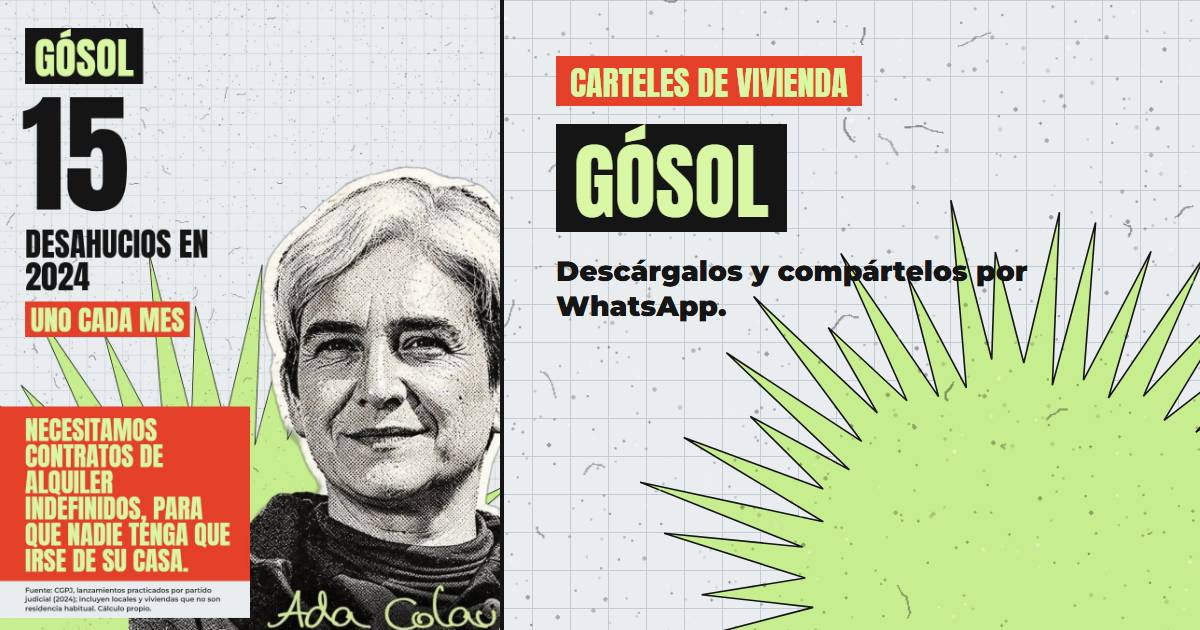 GÓSOL
15
DESAHUCIOS EN
2024
UNO CADA MES
NECESITAMOS
CONTRATOS DE
ALQUILER
INDEFINIDOS, PARA
QUE NADIE TENGA QUE
IRSE DE SU CASA.
Fuente: CGPJ, lanzamientos practicados por partido
judicial (2024); incluyen locales y viviendas que no son
residencia habitual. Cálculo propio.
Ada Colau
CARTELES DE VIVIENDA
GÓSOL
Descárgalos y compártelos por
WhatsApp.